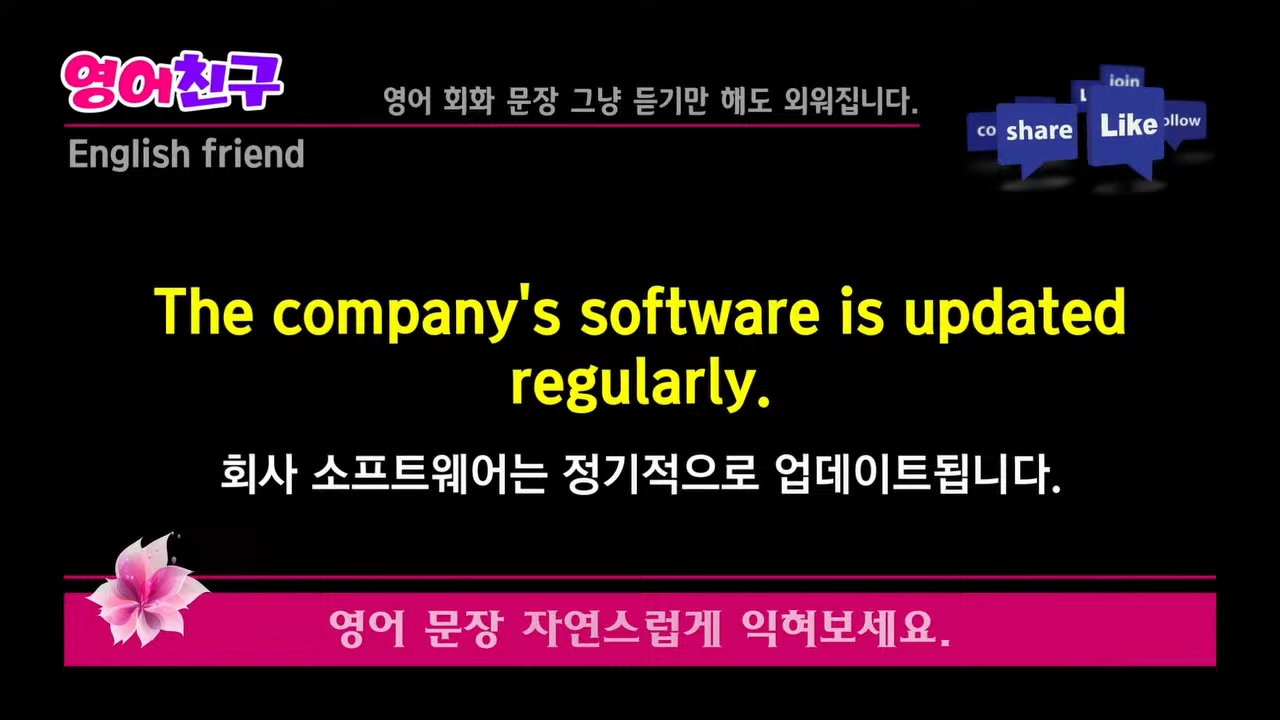 영어친구
영어 회화 문장 그냥 듣기만 해도 외워집니다.
English friend
join
share
Like
The company's software is updated
regularly.
회사 소프트웨어는 정기적으로 업데이트됩니다.
영어 문장 자연스럽게 익혀보세요.